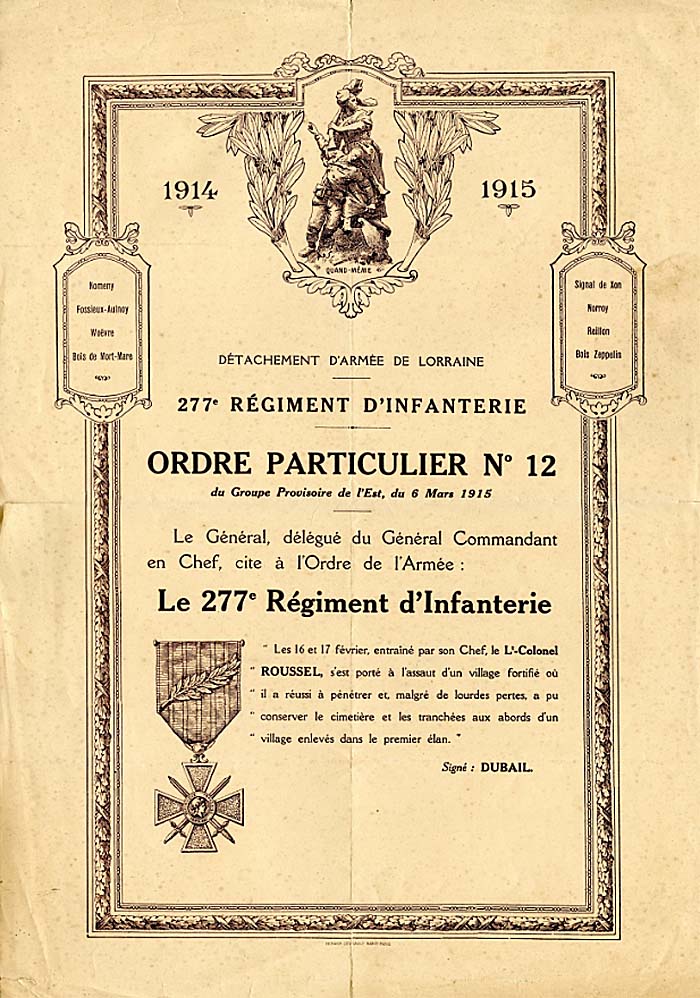 1914
1915
QUAND-MÊME
Nomeny
Fossieux-Aulnoy
Woëvre
Bois de Mort-Mare
Signal de Xon
Norroy
Reillon
Bois Zeppelin
DÉTACHEMENT D'ARMÉE DE LORRAINE
277e RÉGIMENT D'INFANTERIE
ORDRE PARTICULIER No 12
du Groupe Provisoire de l'Est, du 6 Mars 1915
Le Général, délégué du Général Commandant
en Chef, cite à l'Ordre de l'Armée :
Le 277e Régiment d'Infanterie
" Les 16 et 17 février, entraîné par son Chef, le Lt-Colonel
" ROUSSEL, s'est porté à l'assaut d'un village fortifié où
" il a réussi à pénétrer et, malgré de lourdes pertes, a pu
" conserver le cimetière et les tranchées aux abords d'un
" village enlevés dans le premier élan. "
Signé : DUBAIL.